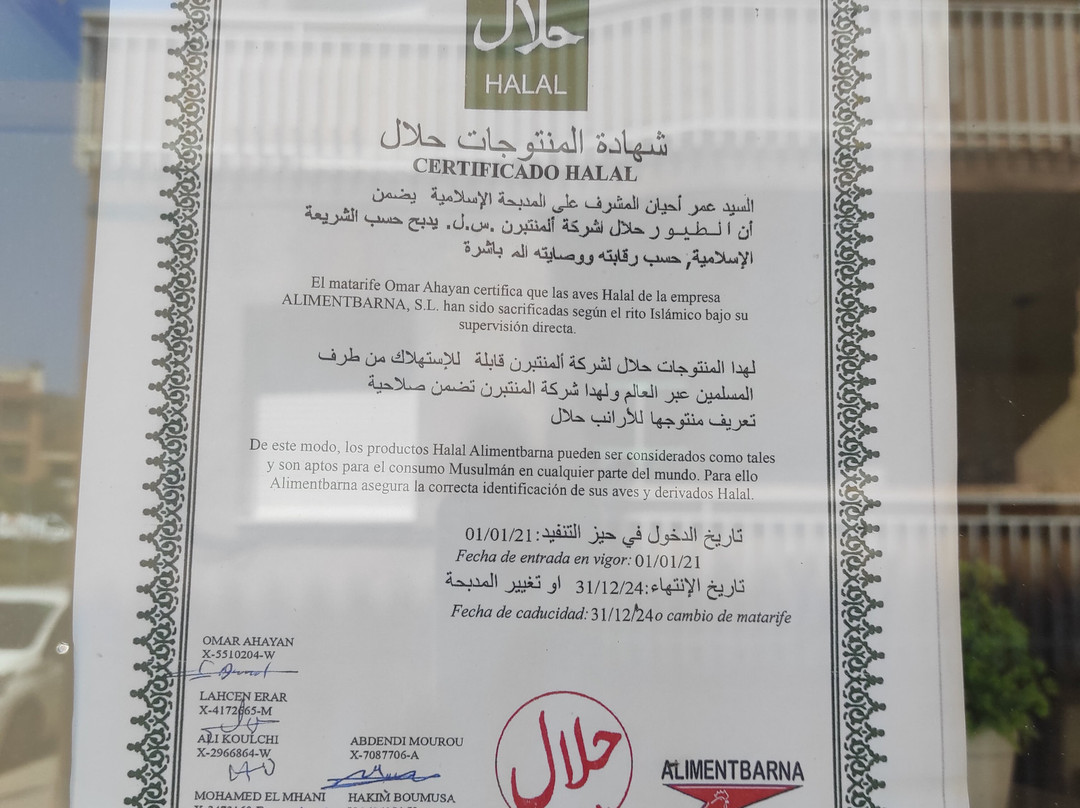 حلال
HALAL
شهادة المنتوجات حلال
CERTIFICADO HALAL
السيد عمر أحيان المشرف على المدبحة الإسلامية يضمن
أن الطيور حلال لشركة ألمنتبرن .س.ل. يدبح حسب الشريعة
الإسلامية, حسب رقابته ووصايته الم باشرة
El matarife Omar Ahayan certifica que las aves Halal de la empresa
ALIMENTBARNA, S.L. han sido sacrificadas según el rito Islámico bajo su
supervisión directa.
لهدا المنتوجات حلال لشركة ألمنتبرن قابلة للإستهلاك من طرف
المسلمين عبر العالم ولهدا شركة المنتبرن تضمن صلاحية
تعريف منتوجها للأرانب حلال
De este modo, los productos Halal Alimentbarna pueden ser considerados como tales
y son aptos para el consumo Musulmán en cualquier parte del mundo. Para ello
Alimentbarna asegura la correcta identificación de sus aves y derivados Halal.
تاريخ الدخول في حيز التنفيد: 01/01/21
Fecha de entrada en vigor: 01/01/21
تاريخ الإنتهاء: 31/12/24 او تغيير المدبحة
Fecha de caducidad: 31/12/24 o cambio de matarife
OMAR AHAYAN
X-5510204-W
LAHCEN ERAR
X-4172665-M
ALI KOULCHI
X-2966864-W
MOHAMED EL MHANI
ABDENDI MOUROU
X-7087706-A
HAKIM BOUMUSA
حلال
ALIMENTBARNA